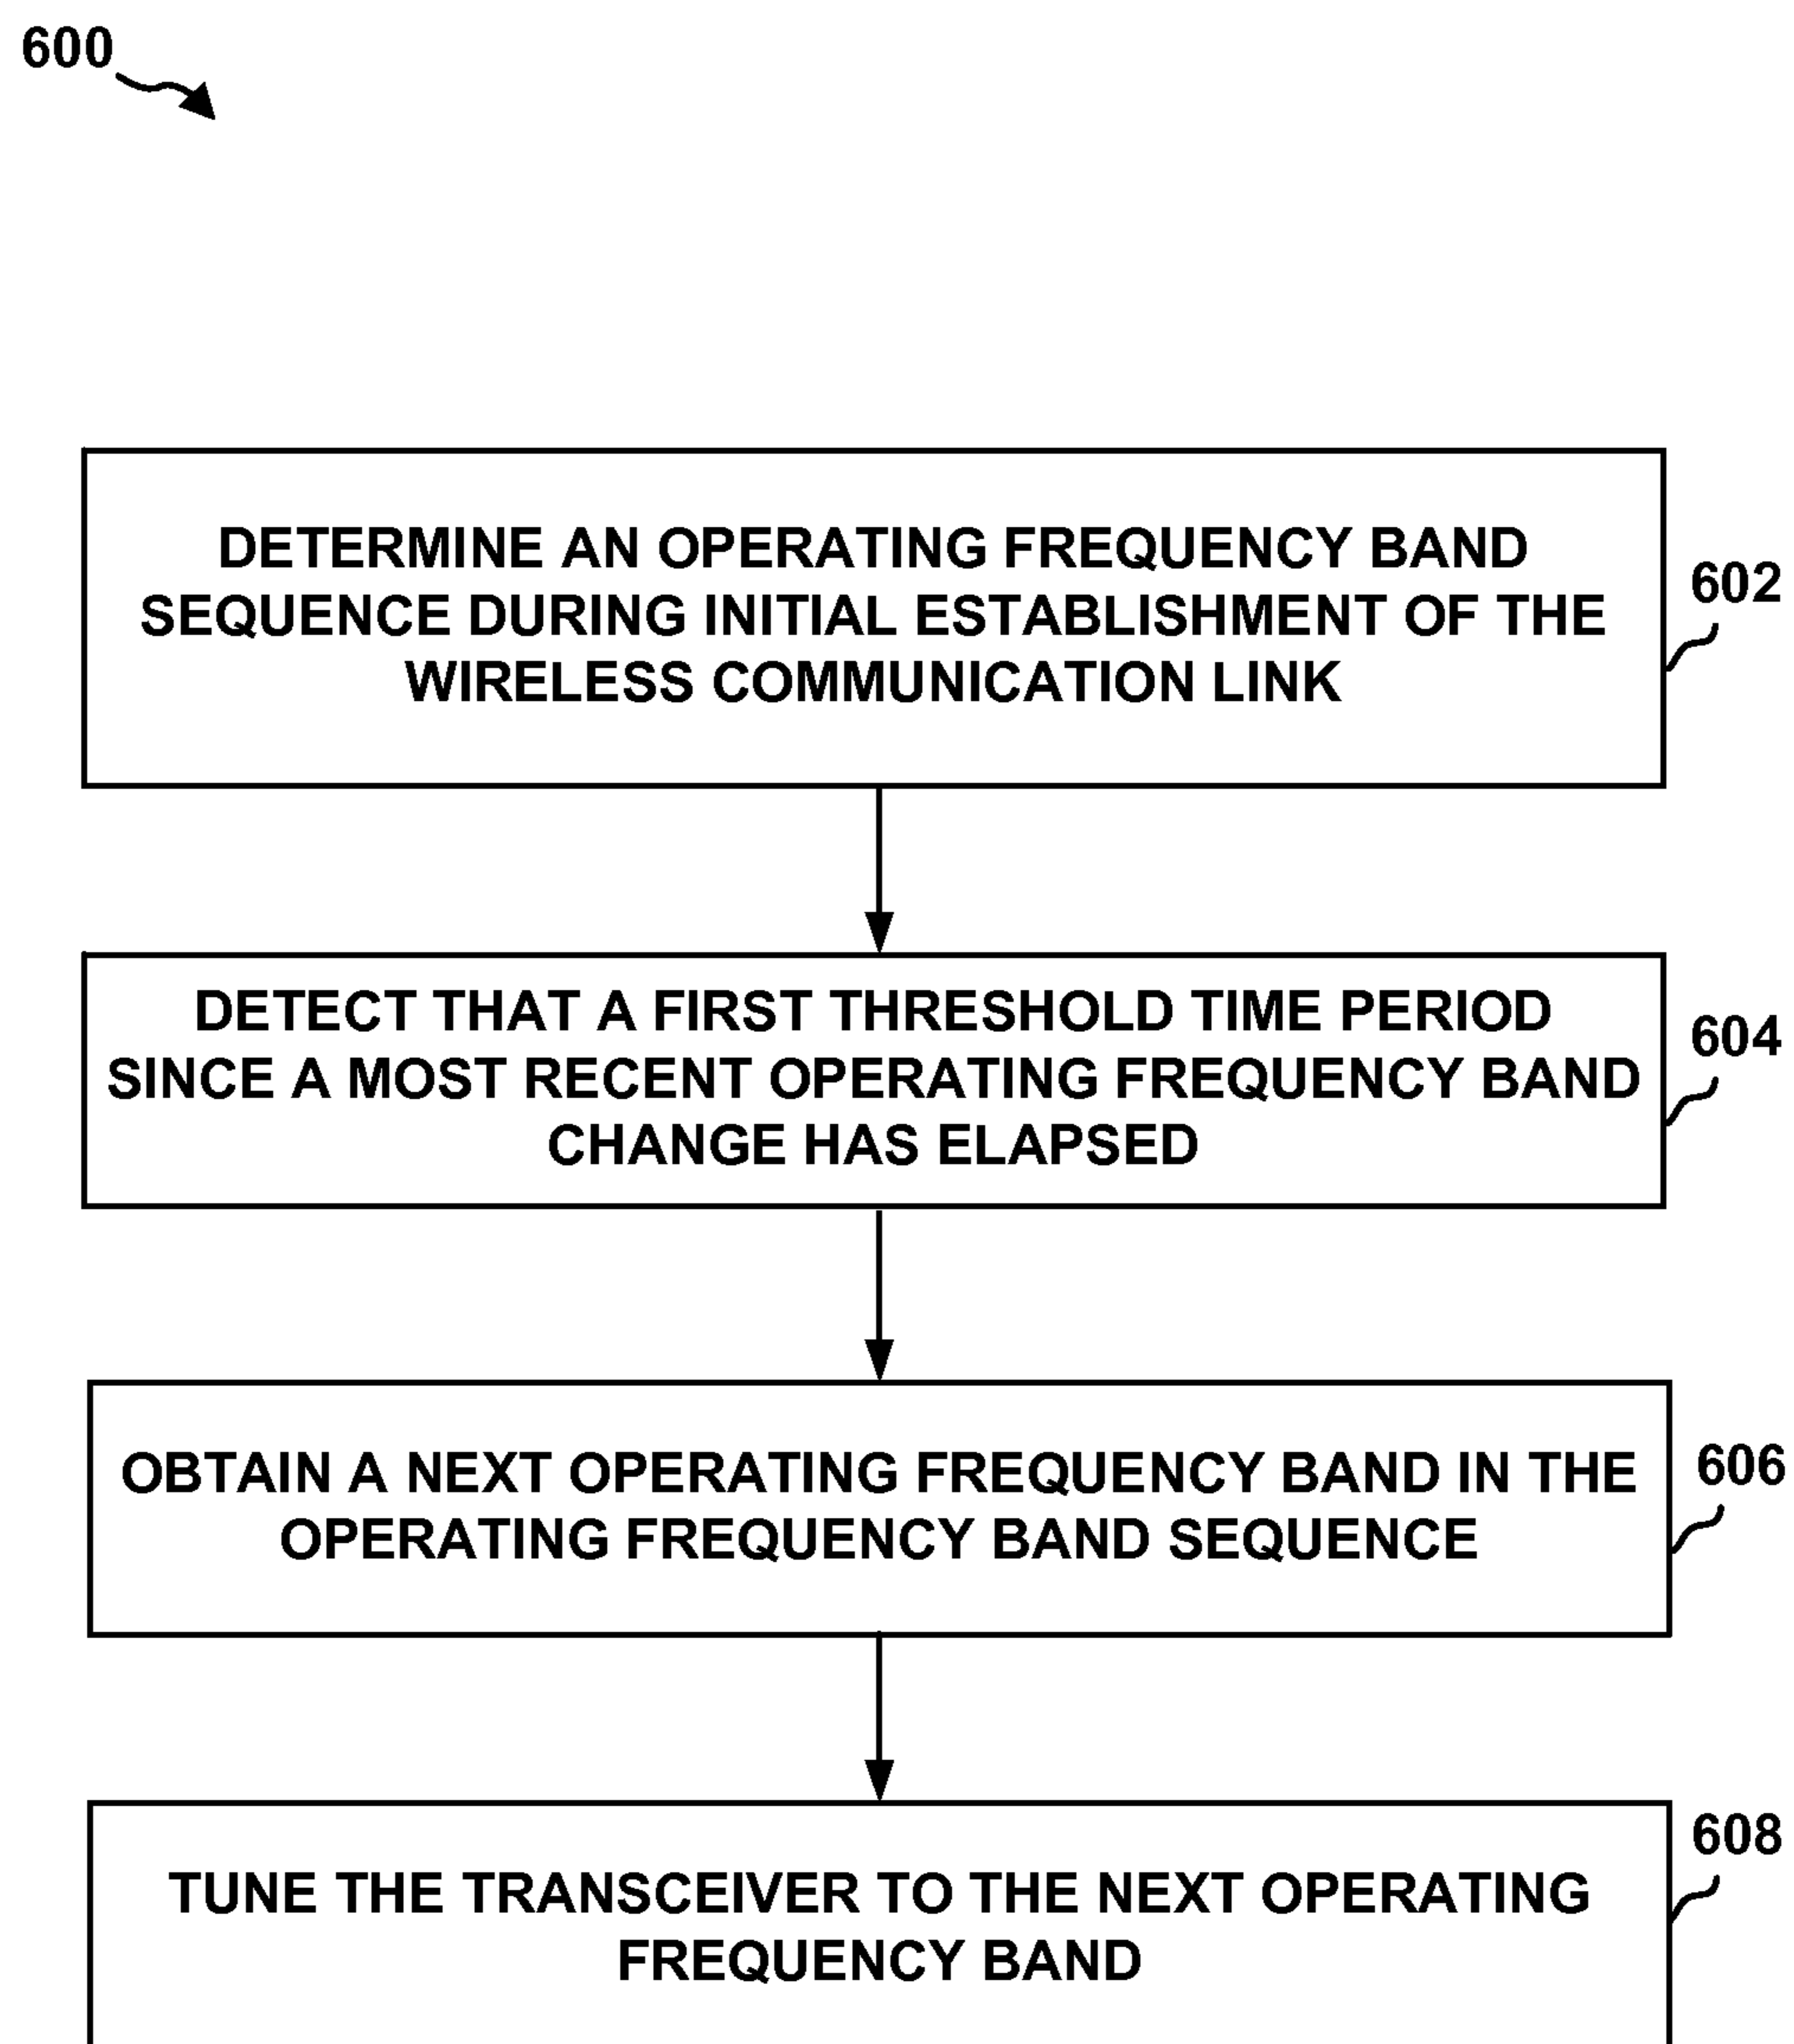 600
DETERMINE AN OPERATING FREQUENCY BAND
SEQUENCE DURING INITIAL ESTABLISHMENT OF THE
WIRELESS COMMUNICATION LINK
602
DETECT THAT A FIRST THRESHOLD TIME PERIOD
SINCE A MOST RECENT OPERATING FREQUENCY BAND
CHANGE HAS ELAPSED
604
OBTAIN A NEXT OPERATING FREQUENCY BAND IN THE
OPERATING FREQUENCY BAND SEQUENCE
606
TUNE THE TRANSCEIVER TO THE NEXT OPERATING
FREQUENCY BAND
608